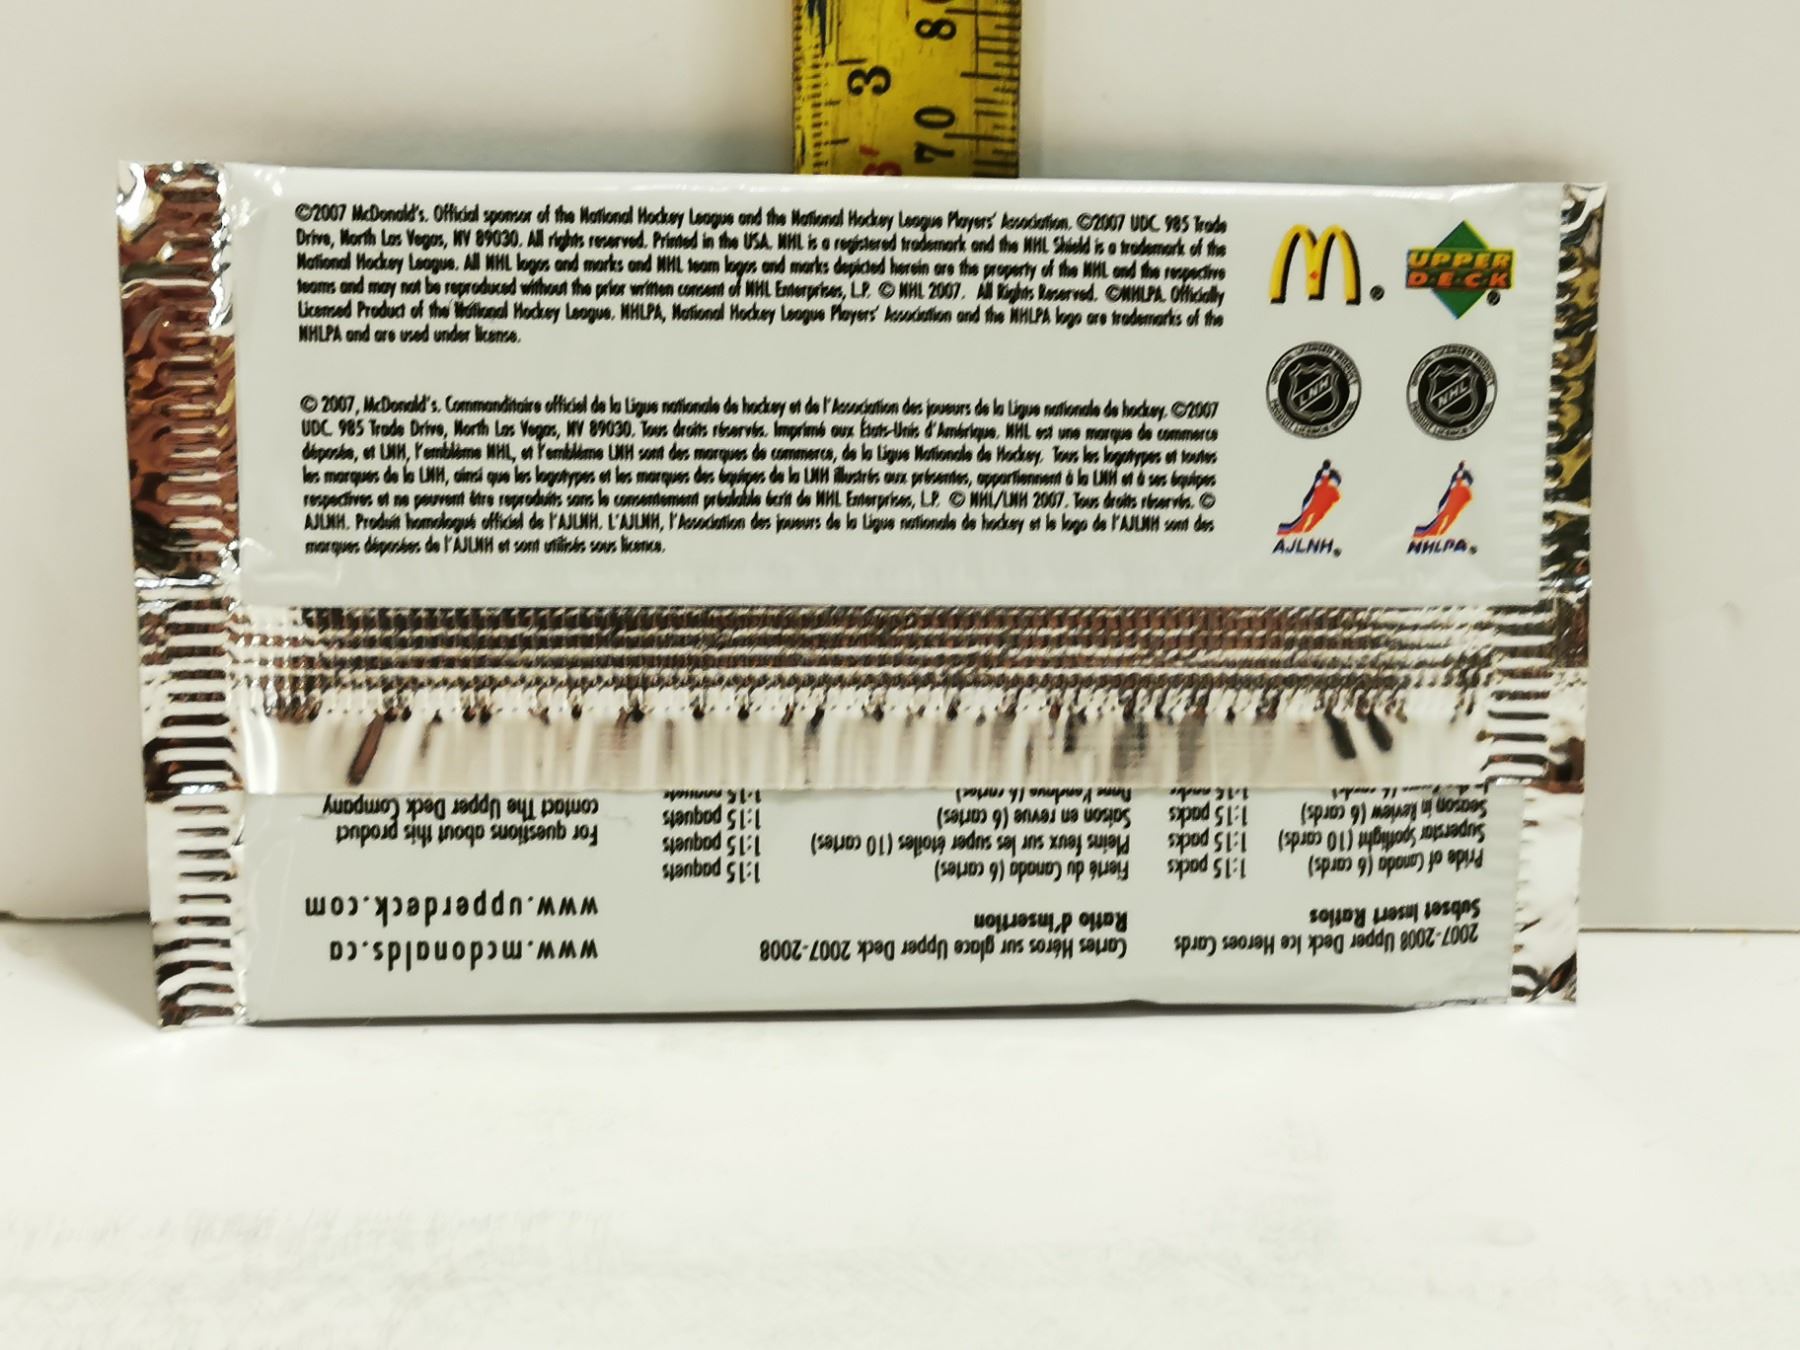 8
3
70
©2007 McDonald's. Official sponsor of the National Hockey League and the National Hockey League Players' Association. ©2007 UDC. 985 Trade
Drive, North Las Vegas, NV 89030. All rights reserved. Printed in the USA. NHL is a registered trademark and the NHL Shield is a trademark of the
National Hockey League. All NHL logos and marks and NHL team logos and marks depicted herein are the property of the NHL and the respective
teams and may not be reproduced without the prior written consent of NHL Enterprises, L.P. © NHL 2007. All Rights Reserved. ©NHLPA. Officially
Licensed Product of the National Hockey League. NHLPA, National Hockey League Players' Association and the NHLPA logo are trademarks of the
NHLPA and are used under license.
M®
UPPER
DECK®
LNH
NHL
© 2007, McDonald's. Commanditaire officiel de la Ligue nationale de hockey et de l'Association des joueurs de la Ligue nationale de hockey. ©2007
UDC. 985 Trade Drive, North Las Vegas, NV 89030. Tous droits réservés. Imprimé aux États-Unis d'Amérique. NHL est une marque de commerce
déposée, et LNH, l'emblème NHL, et l'emblème LNH sont des marques de commerce, de la Ligue Nationale de Hockey. Tous les logotypes et toutes
les marques de la LNH, ainsi que les logotypes et les marques des équipes de la LNH illustrés aux présentes, appartiennent à la LNH et à ses équipes
respectives et ne peuvent être reproduits sans le consentement préalable écrit de NHL Enterprises, L.P. © NHL/LNH 2007. Tous droits réservés. ©
AJLNH. Produit homologué officiel de l'AJLNH. L'AJLNH, l'Association des joueurs de la Ligue nationale de hockey et le logo de l'AJLNH sont des
marques déposées de l'AJLNH et sont utilisés sous licence.
AJLNH®
NHLPA®
2007-2008 Upper Deck Ice Heroes Cards
Subset Insert Ratios
Pride of Canada (6 cards) 1:15 packs
Superstar Spotlight (10 cards) 1:15 packs
Season in Review (6 cards) 1:15 packs
Cartes Héros sur glace Upper Deck 2007-2008
Ratio d'insertion
Fierté du Canada (6 cartes) 1:15 paquets
Pleins feux sur les super étoiles (10 cartes) 1:15 paquets
Saison en revue (6 cartes) 1:15 paquets
www.mcdonalds.ca
www.upperdeck.com
For questions about this product
contact The Upper Deck Company